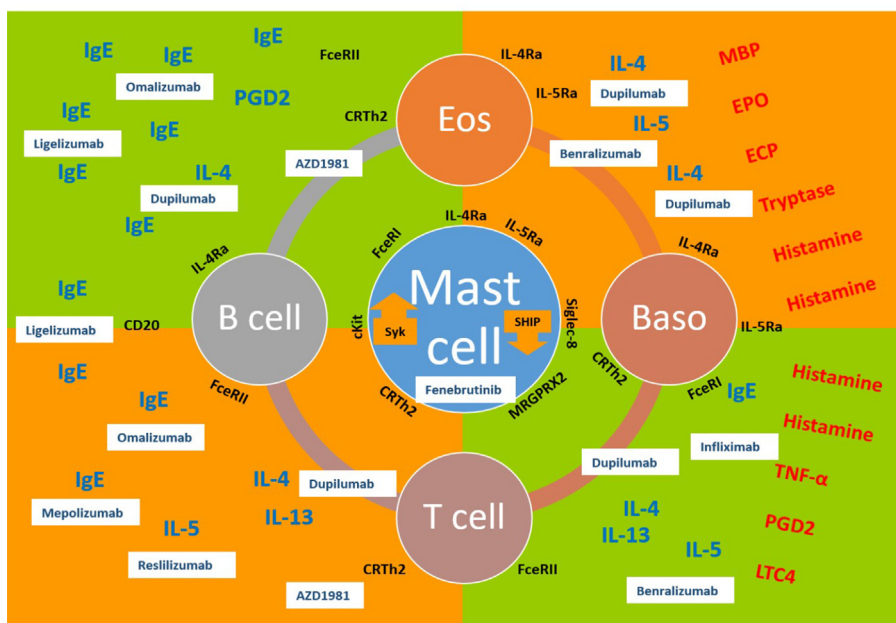 IgE
IgE
IgE
FceRII
Omalizumab
PGD2
CRTh2
IgE
IgE
Ligelizumab
AZD1981
IgE
IL-4
Dupilumab
IgE
IL-4Ra
FceRI
IgE
Ligelizumab
CD20
B cell
Eos
IL-4Ra
IL-5Ra
IL-4
Dupilumab
IL-5
Benralizumab
IL-4
Dupilumab
MBP
EPO
ECP
Tryptase
Histamine
Histamine
IL-4Ra
Baso
IL-5Ra
IL-4Ra
IL-5Ra
Mast
cell
cKit
Syk
SHIP
Siglec-8
Fenebrutinib
CRTh2
MRGPRX2
CRTh2
FceRI
IgE
FceRII
IgE
IgE
Omalizumab
IgE
Mepolizumab
IL-5
Reslilizumab
IL-4
Dupilumab
IL-13
T cell
CRTh2
AZD1981
FceRII
Dupilumab
Infliximab
IL-4
IL-13
IL-5
Benralizumab
Histamine
Histamine
TNF-α
PGD2
LTC4